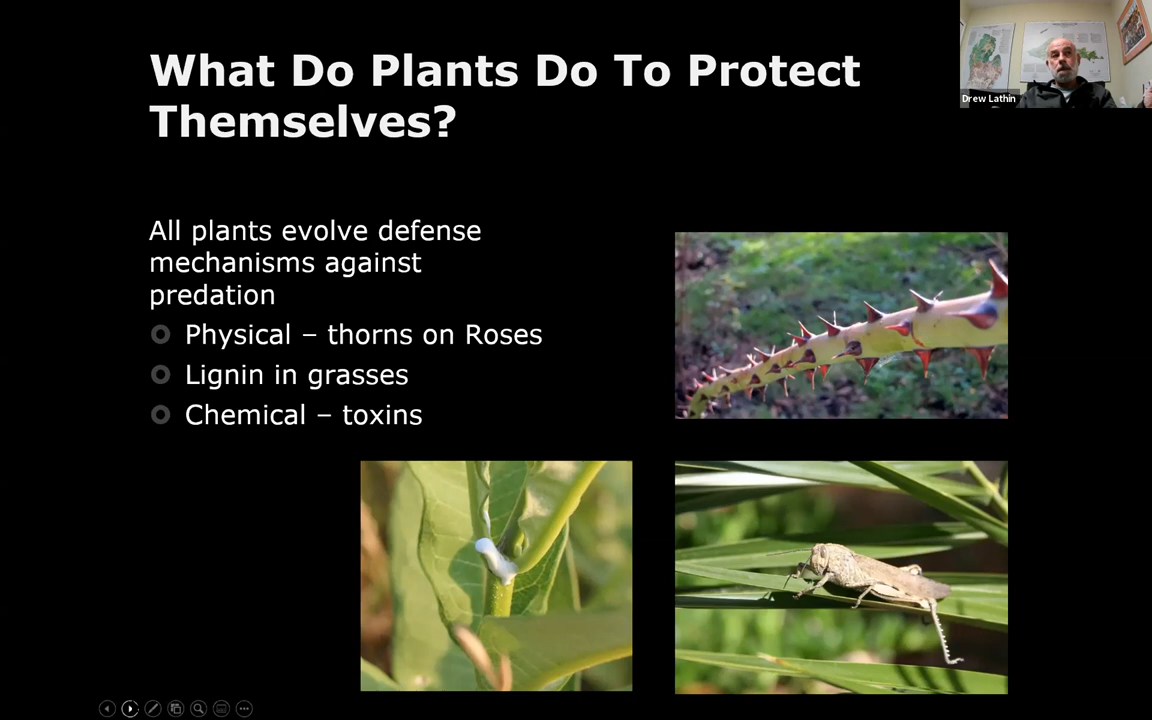 What Do Plants Do To Protect
Themselves?
Drew Lathin
All plants evolve defense
mechanisms against
predation
Physical – thorns on Roses
Lignin in grasses
Chemical – toxins